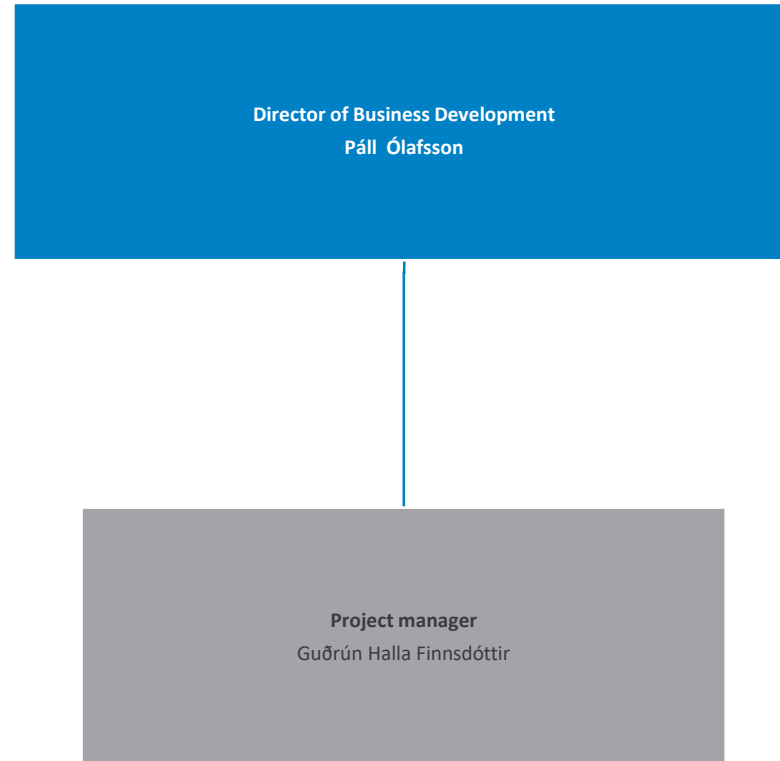 Director of Business Development
Páll Ólafsson
Project manager
Guðrún Halla Finnsdóttir